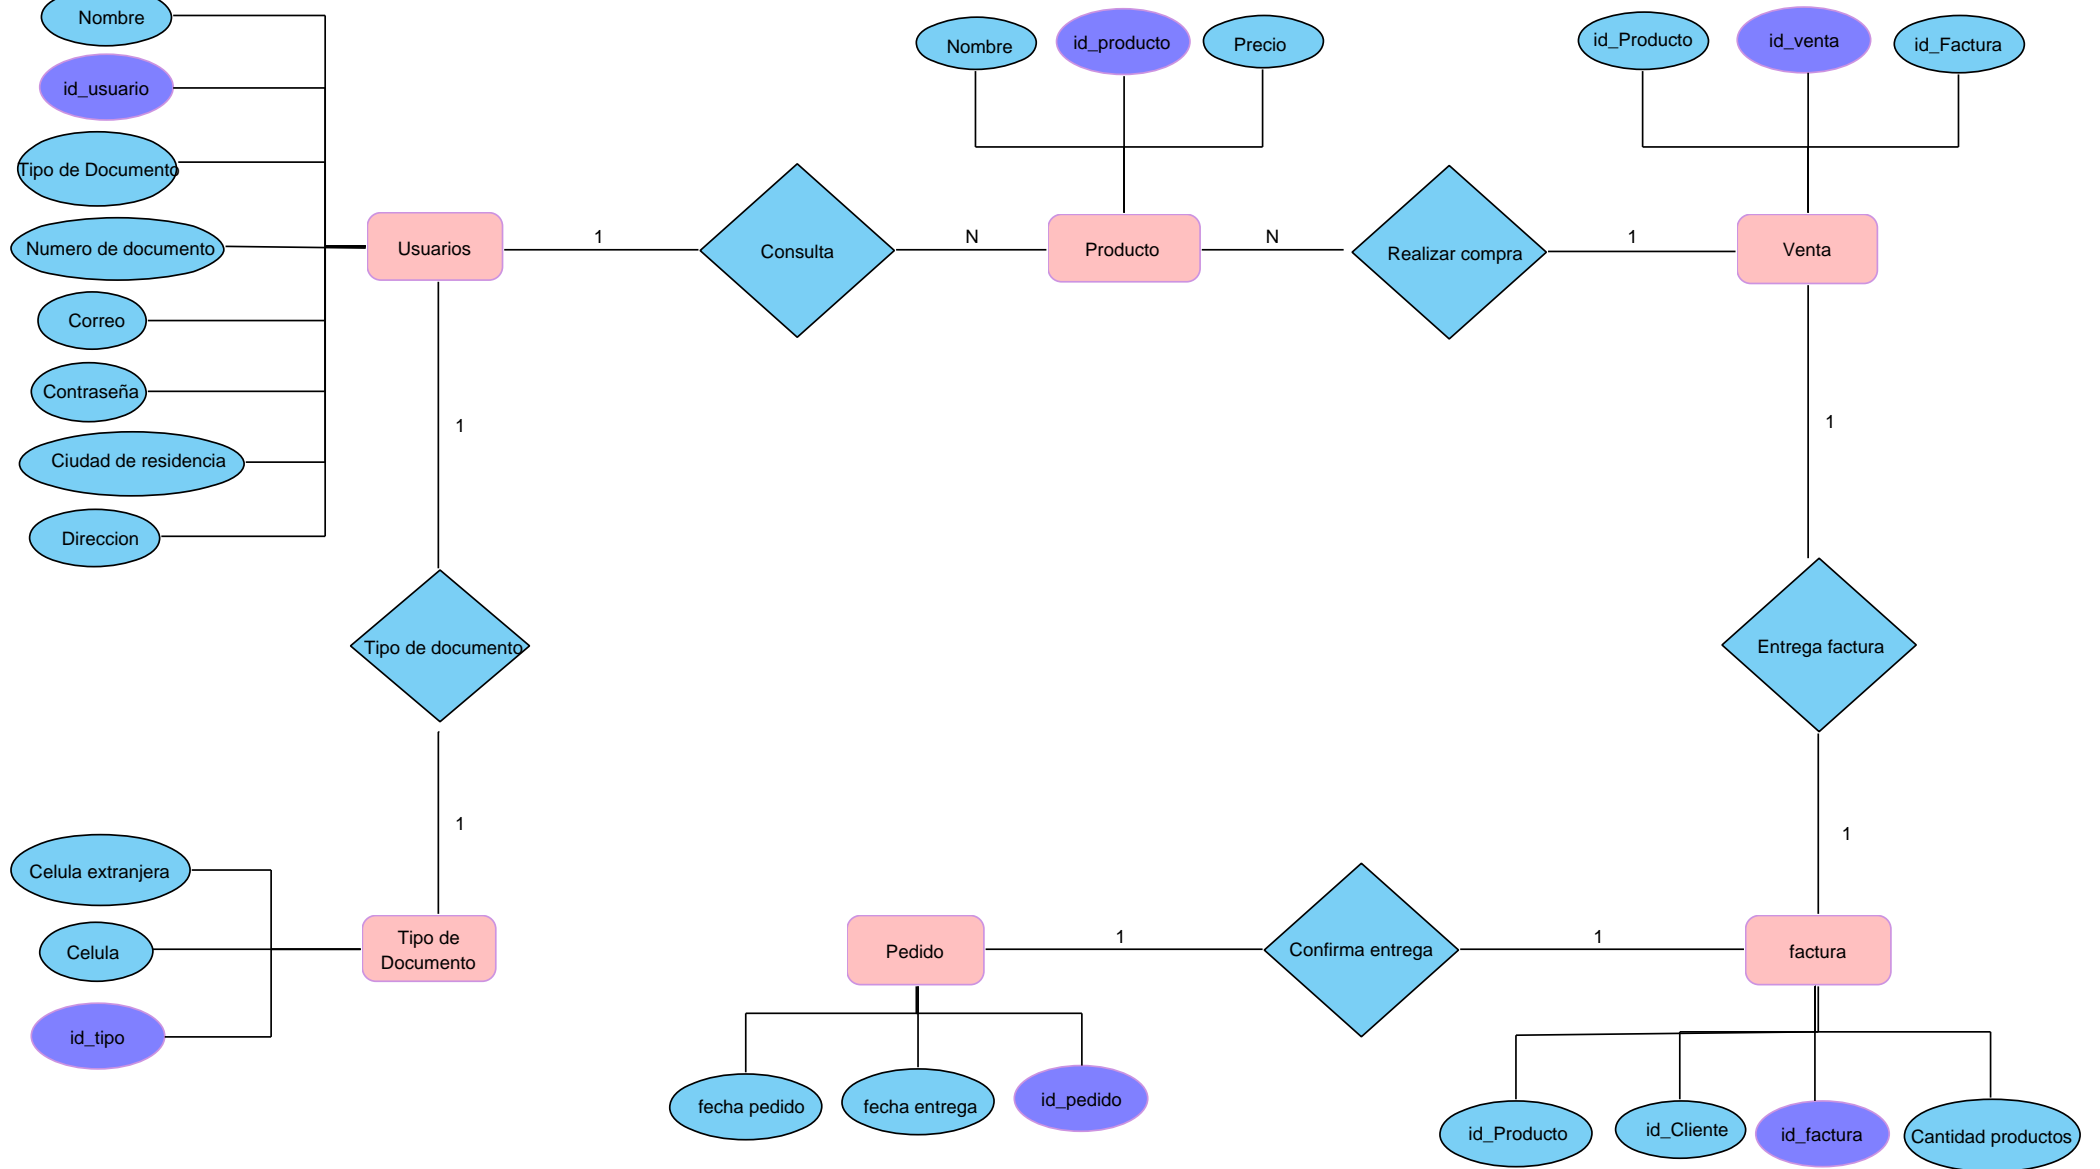 Nombre
id_usuario
Tipo de Documento
Numero de documento
Correo
Contraseña
Ciudad de residencia
Direccion
Usuarios
1
Consulta
N
Nombre
id_producto
Precio
Producto
N
Realizar compra
1
id_Producto
id_venta
id_Factura
Venta
1
1
Tipo de documento
Entrega factura
1
1
Celula extranjera
Celula
id_tipo
Tipo de
Documento
Pedido
1
Confirma entrega
1
factura
fecha pedido
fecha entrega
id_pedido
id_Producto
id_Cliente
id_factura
Cantidad productos